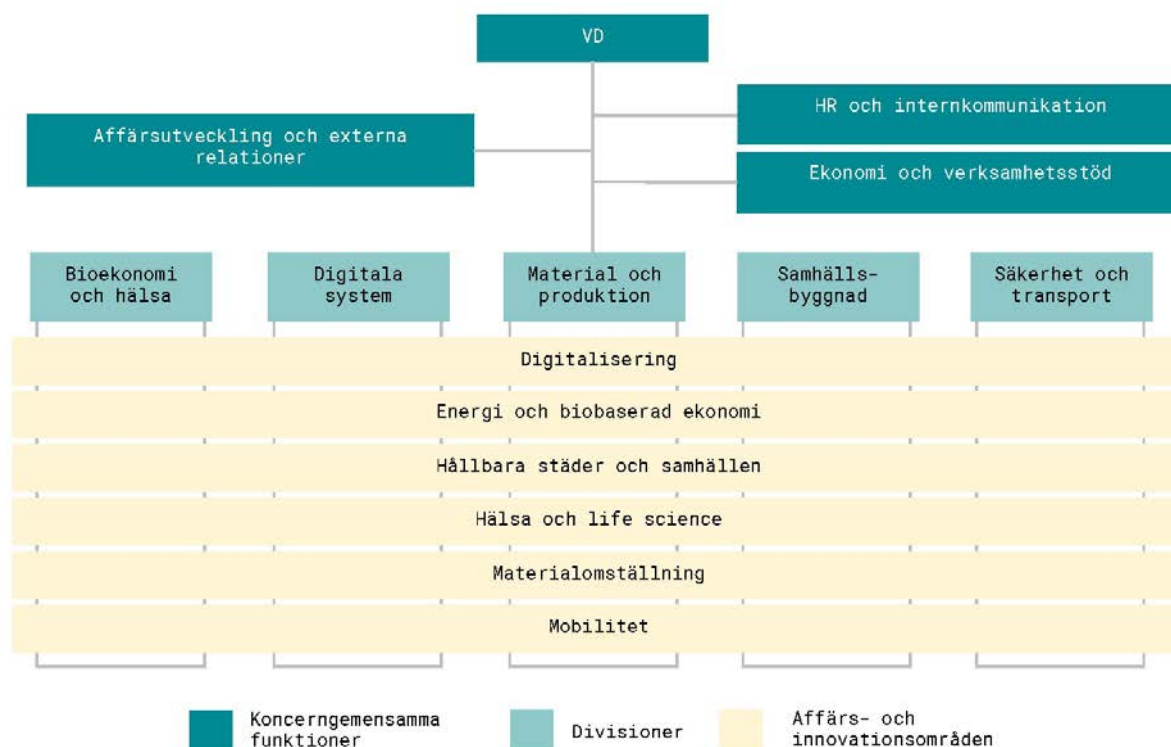 VD
HR och internkommunikation
Affärsutveckling och externa
relationer
Ekonomi och verksamhetsstöd
Bioekonomi
och hälsa
Digitala
system
Material och
produktion
Samhälls-
byggnad
Säkerhet och
transport
Digitalisering
Energi och biobaserad ekonomi
Hållbara städer och samhällen
Hälsa och life science
Materialomställning
Mobilitet
Koncerngemensamma
funktioner
Divisioner
Affärs- och
innovationsområden